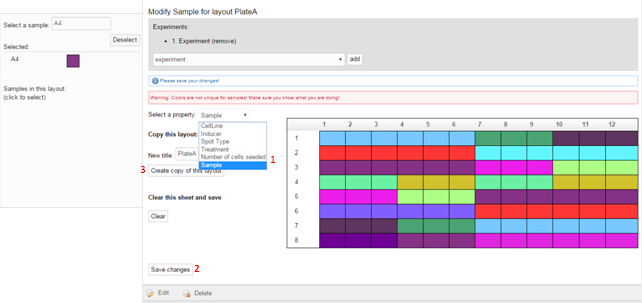 Select a sample: A4
Deselect
Selected:
A4
Samples in this layout:
(click to select)
Modify Sample for layout PlateA
Experiments:
1. Experiment (remove)
experiment
add
Please save your changes!
Warning: Colors are not unique for samples! Make sure you know what you are doing!
Select a property: Sample
CellLine
Inducer
Spot Type
Treatment
Number of cells seeded
Sample
1
Copy this layout:
New title: PlateA
3 Create copy of this layout
Clear this sheet and save
Clear
Save changes 2
1 2 3 4 5 6 7 8 9 10 11 12
1
2
3
4
5
6
7
8
Edit Delete